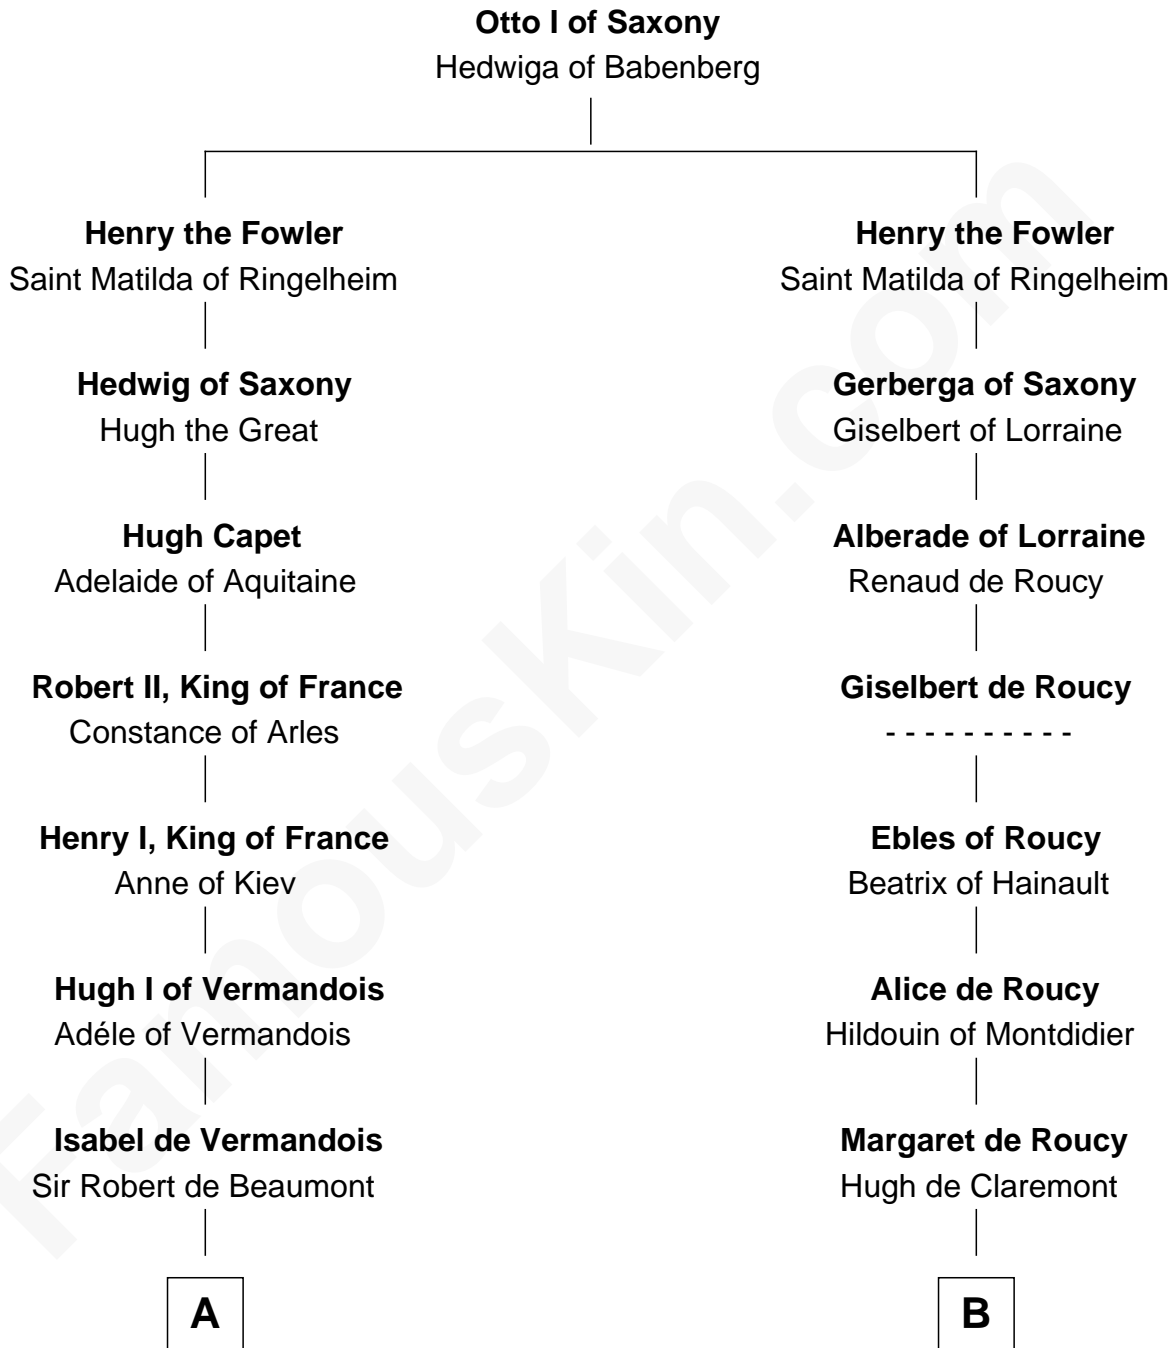 Otto I of Saxony
Hedwiga of Babenberg
Henry the Fowler
Saint Matilda of Ringelheim
Hedwig of Saxony
Hugh the Great
Hugh Capet
Adelaide of Aquitaine
Robert II, King of France
Constance of Arles
Henry I, King of France
Anne of Kiev
Hugh I of Vermandois
Adéle of Vermandois
Isabel de Vermandois
Sir Robert de Beaumont
A
Henry the Fowler
Saint Matilda of Ringelheim
Gerberga of Saxony
Giselbert of Lorraine
Alberade of Lorraine
Renaud de Roucy
Giselbert de Roucy
- - - - - - - - - -
Ebles of Roucy
Beatrix of Hainault
Alice de Roucy
Hildouin of Montdidier
Margaret de Roucy
Hugh de Claremont
B
FamousKin.com